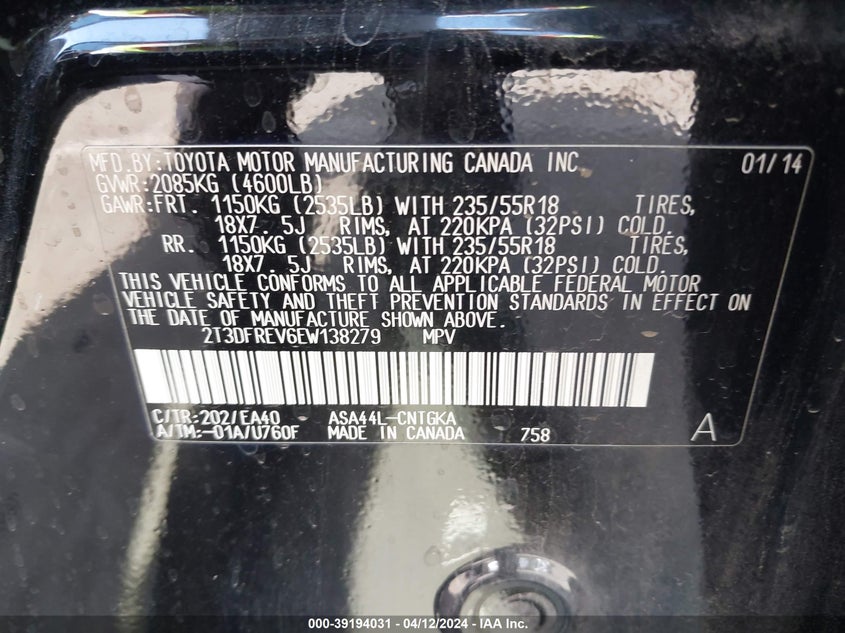 MFD.BY:TOYOTA MOTOR MANUFACTURING CANADA INC. 01/14
GVWR:2085KG (4600LB)
GAWR:FRT. 1150KG (2535LB) WITH 235/55R18 TIRES,
18X7.5J RIMS, AT 220KPA (32PSI) COLD.
RR. 1150KG (2535LB) WITH 235/55R18 TIRES,
18X7.5J RIMS, AT 220KPA (32PSI) COLD.
THIS VEHICLE CONFORMS TO ALL APPLICABLE FEDERAL MOTOR
VEHICLE SAFETY AND THEFT PREVENTION STANDARDS IN EFFECT ON
THE DATE OF MANUFACTURE SHOWN ABOVE.
2T3DFREV6EW138279 MPV
C/TR:202/EA40 ASA44L-CNTGKA
A/TM:-01A/U760F MADE IN CANADA 758 A
000-39194031 - 04/12/2024 - IAA Inc.